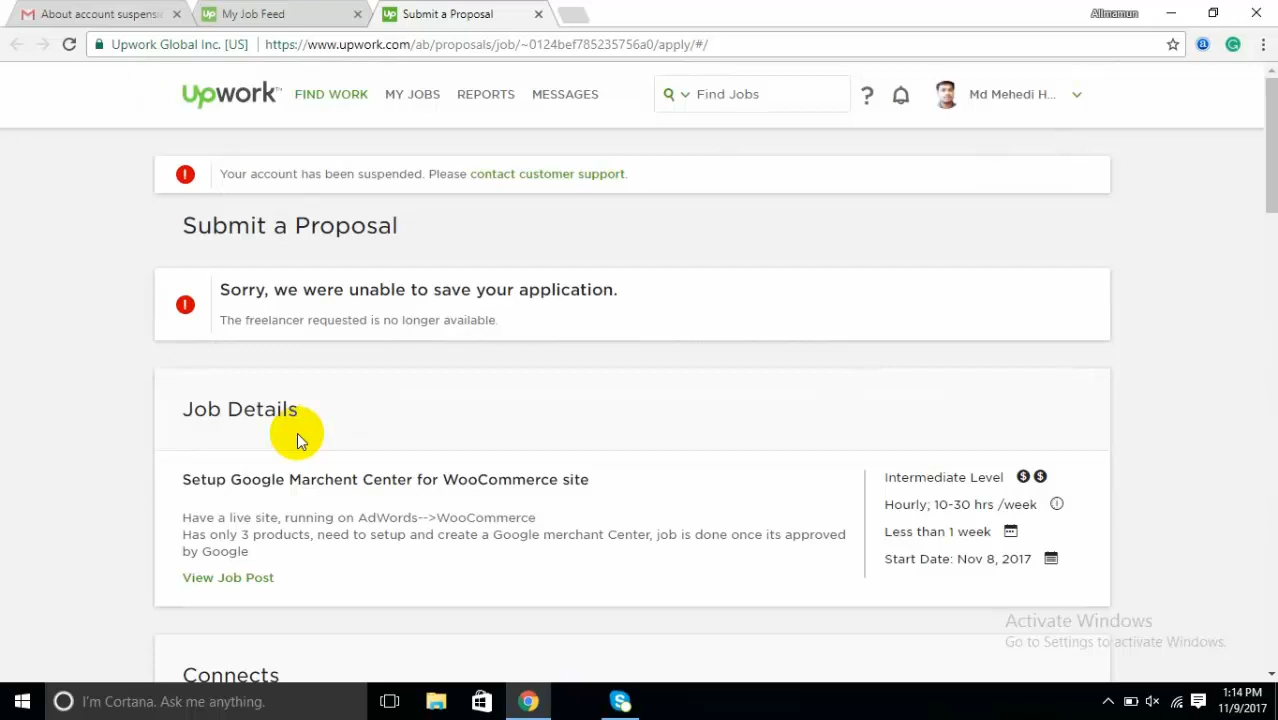 About account suspens
My Job Feed
Submit a Proposal
Allmamun
Upwork Global Inc. [US]
https://www.upwork.com/ab/proposals/job/~0124bef785235756a0/apply/#/
Upwork
FIND WORK
MY JOBS
REPORTS
MESSAGES
Find Jobs
?
Md Mehedi H...
Your account has been suspended. Please contact customer support.
Submit a Proposal
Sorry, we were unable to save your application.
The freelancer requested is no longer available.
Job Details
Setup Google Marchent Center for WooCommerce site
Have a live site, running on AdWords-->WooCommerce
Has only 3 products, need to setup and create a Google merchant Center, job is done once its approved
by Google
View Job Post
Intermediate Level
Hourly; 10-30 hrs /week
Less than 1 week
Start Date: Nov 8, 2017
Activate Windows
Go to Settings to activate Windows.
Connects
I'm Cortana. Ask me anything.
1:14 PM
11/9/2017